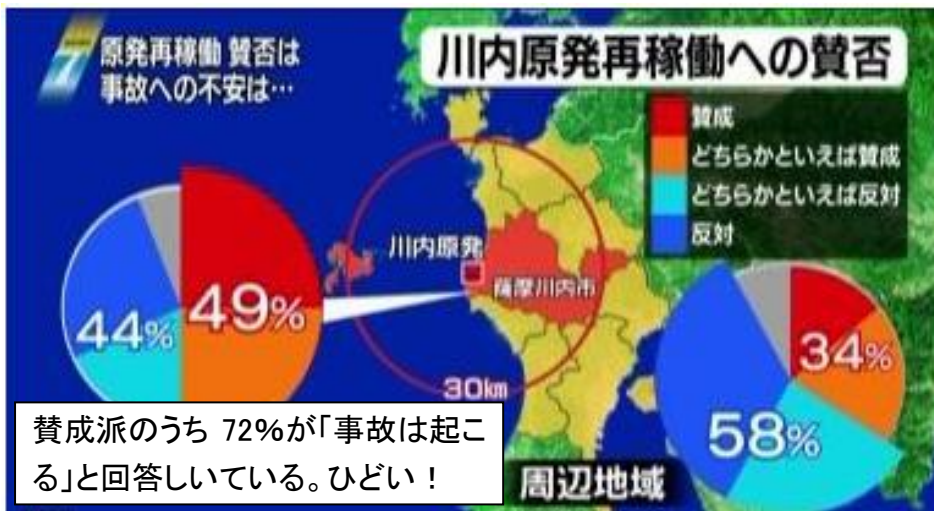 7
原発再稼働 賛否は
事故への不安は…
川内原発再稼働への賛否
賛成
どちらかといえば賛成
どちらかといえば反対
反対
川内原発
薩摩川内市
44%
49%
34%
30km
58%
賛成派のうち 72%が「事故は起こ
る」と回答しいている。ひどい！
周辺地域